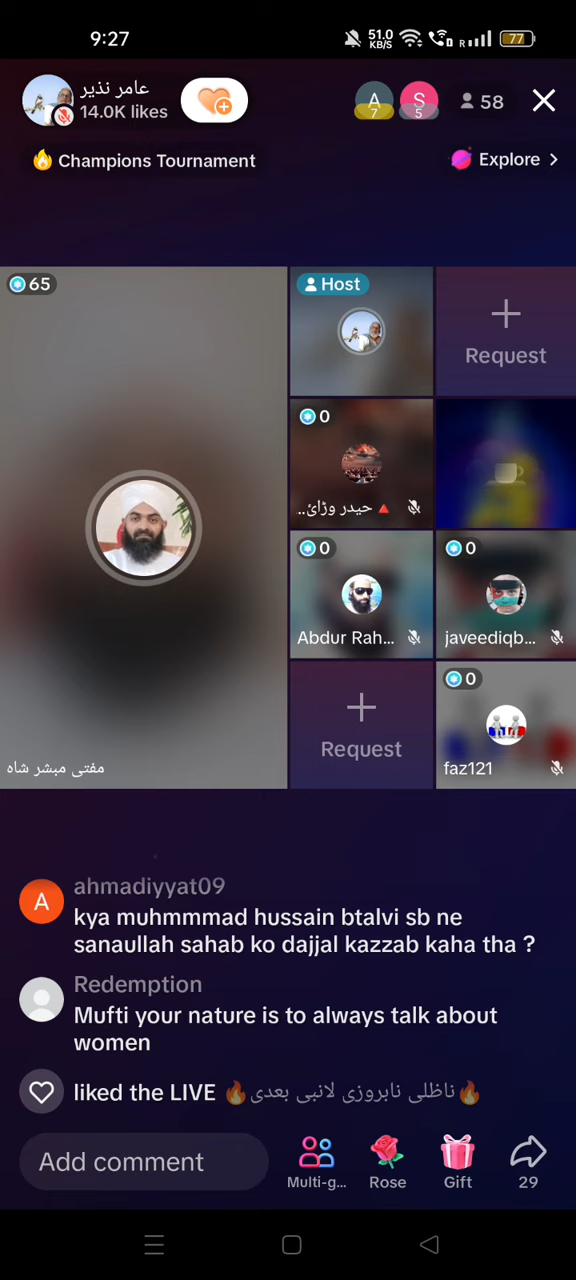 9:27
51.0
KB/S
R
77
عامر نذیر
14.0K likes
A
7
S
5
58
Champions Tournament
Explore
65
Host
Request
0
حیدر وڑائ..
0
Abdur Rah...
0
javeediqb...
Request
0
faz121
مفتی مبشر شاہ
A
ahmadiyyat09
kya muhmmmad hussain btalvi sb ne
sanaullah sahab ko dajjal kazzab kaha tha ?
Redemption
Mufti your nature is to always talk about
women
liked the LIVE 🔥ناظلی نابروزی لانبی بعدی🔥
Add comment
Multi-g...
Rose
Gift
29